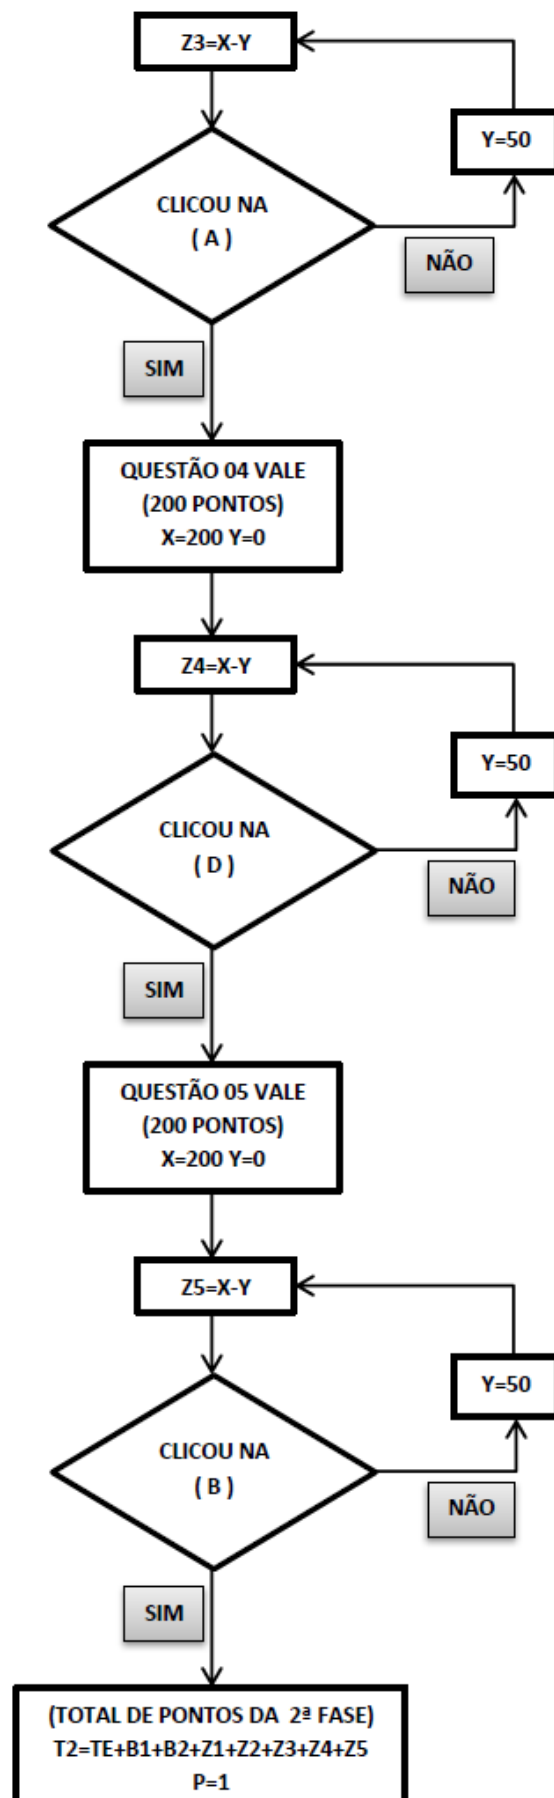 Z3=X-Y
Y=50
CLICOU NA
( A )
NÃO
SIM
QUESTÃO 04 VALE
(200 PONTOS)
X=200 Y=0
Z4=X-Y
Y=50
CLICOU NA
( D )
NÃO
SIM
QUESTÃO 05 VALE
(200 PONTOS)
X=200 Y=0
Z5=X-Y
Y=50
CLICOU NA
( B )
NÃO
SIM
(TOTAL DE PONTOS DA 2ª FASE)
T2=TE+B1+B2+Z1+Z2+Z3+Z4+Z5
P=1